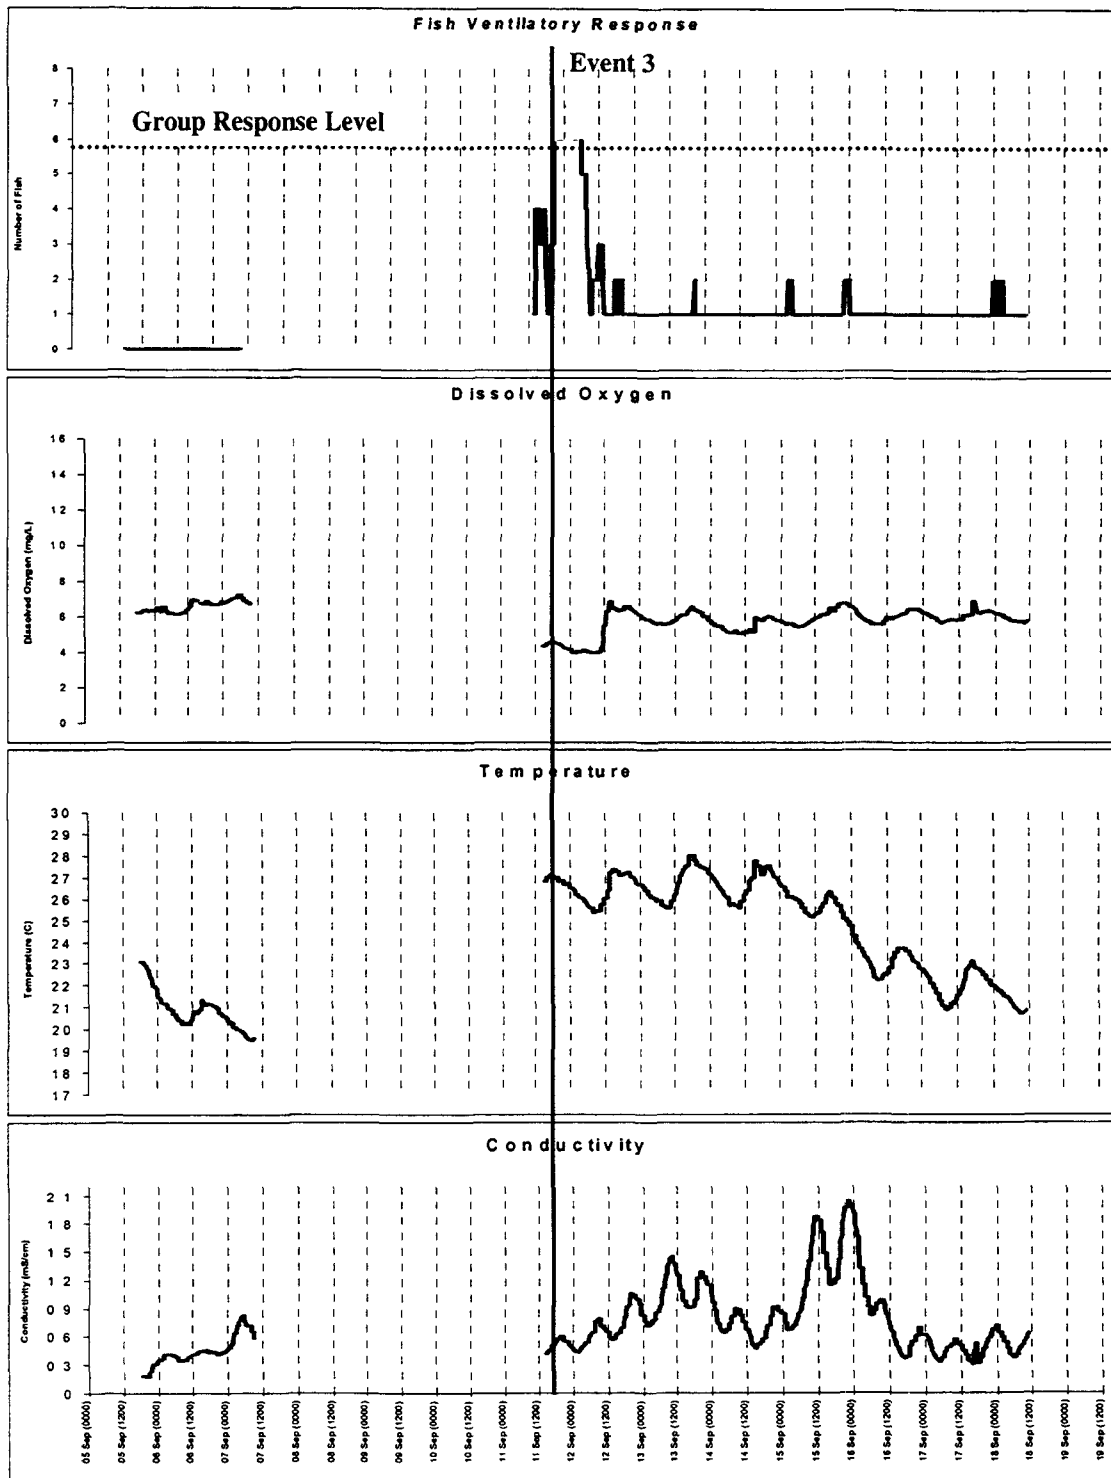 Fish Ventilatory Response
Event 3
Group Response Level
Number of Fish
8
7
6
5
4
3
2
1
0
Dissolved Oxygen
Dissolved Oxygen (mg/L)
16
14
12
10
8
6
4
2
0
Temperature
Temperature (C)
30
29
28
27
26
25
24
23
22
21
20
19
18
17
Conductivity
Conductivity (mS/cm)
2 1
1 8
1 5
1 2
0 9
0 6
0 3
0
05 Sep (0000)
05 Sep (1200)
06 Sep (0000)
06 Sep (1200)
07 Sep (0000)
07 Sep (1200)
08 Sep (0000)
08 Sep (1200)
09 Sep (0000)
09 Sep (1200)
10 Sep (0000)
10 Sep (1200)
11 Sep (0000)
11 Sep (1200)
12 Sep (0000)
12 Sep (1200)
13 Sep (0000)
13 Sep (1200)
14 Sep (0000)
14 Sep (1200)
15 Sep (0000)
15 Sep (1200)
16 Sep (0000)
16 Sep (1200)
17 Sep (0000)
17 Sep (1200)
18 Sep (0000)
18 Sep (1200)
19 Sep (0000)
19 Sep (1200)